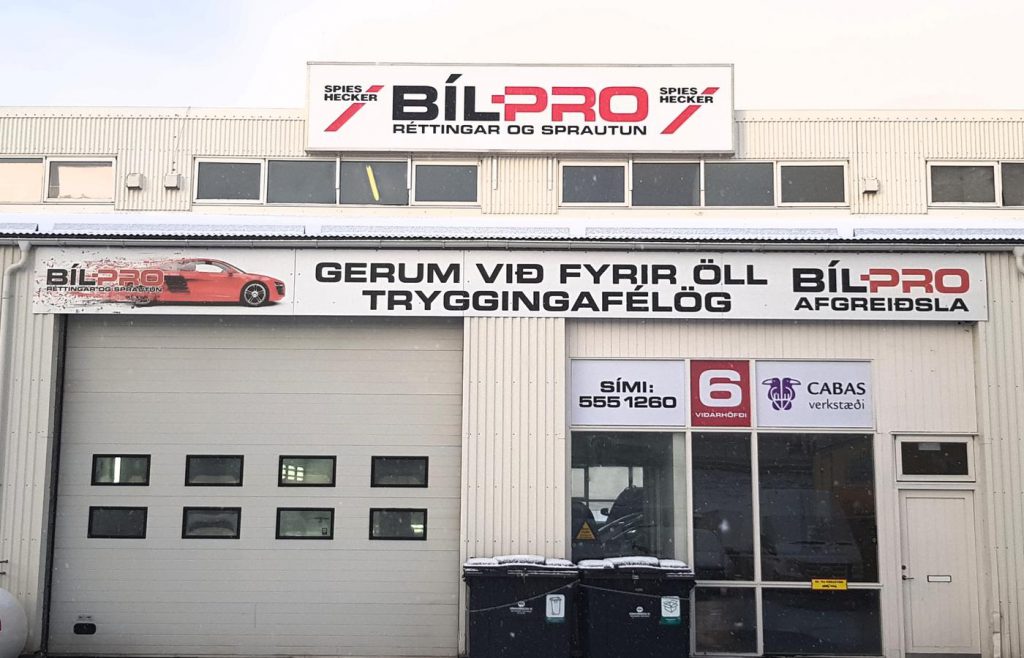 SPIES HECKER
BÍL-PRO
RÉTTINGAR OG SPRAUTUN
SPIES HECKER
BÍL-PRO
RÉTTINGAR OG SPRAUTUN
GERUM VIÐ FYRIR ÖLL
TRYGGINGAFÉLÖG
BÍL-PRO
AFGREIÐSLA
SÍMI:
555 1260
6
VIÐARHÖFÐI
CABAS
verkstæði